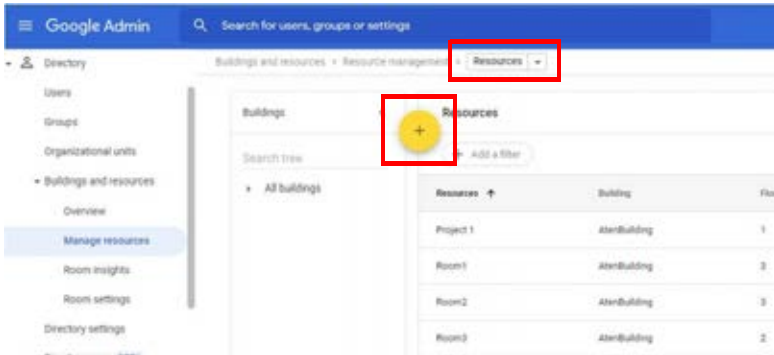 Google Admin
Search for users, groups or settings
Directory
Users
Groups
Organizational units
Buildings and resources
Overview
Manage resources
Room insights
Room settings
Directory settings
Buildings and resources > Resource management > Resources
Buildings
Search tree
All buildings
+
Resources
Add a filter
Resources ↑ Building
Project 1 AtenBuilding 1
Room1 AtenBuilding 3
Room2 AtenBuilding 3
Room3 AtenBuilding 2